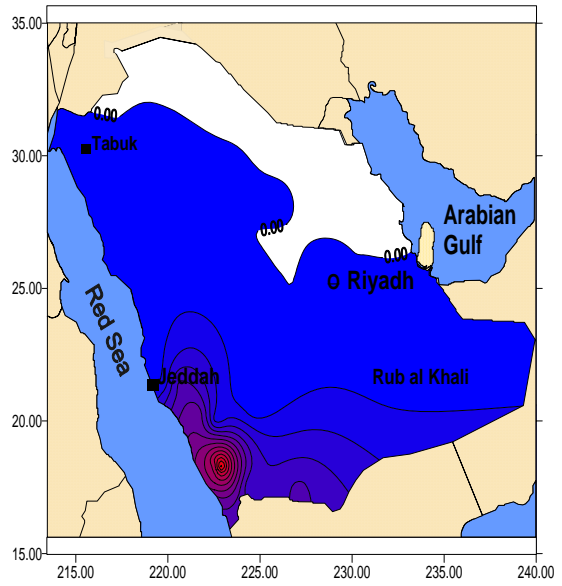 35.00
0.00
Tabuk
30.00
Arabian
Gulf
0.00
0.00
Riyadh
25.00
Red Sea
Jeddah
Rub al Khali
20.00
15.00
215.00 220.00 225.00 230.00 235.00 240.00